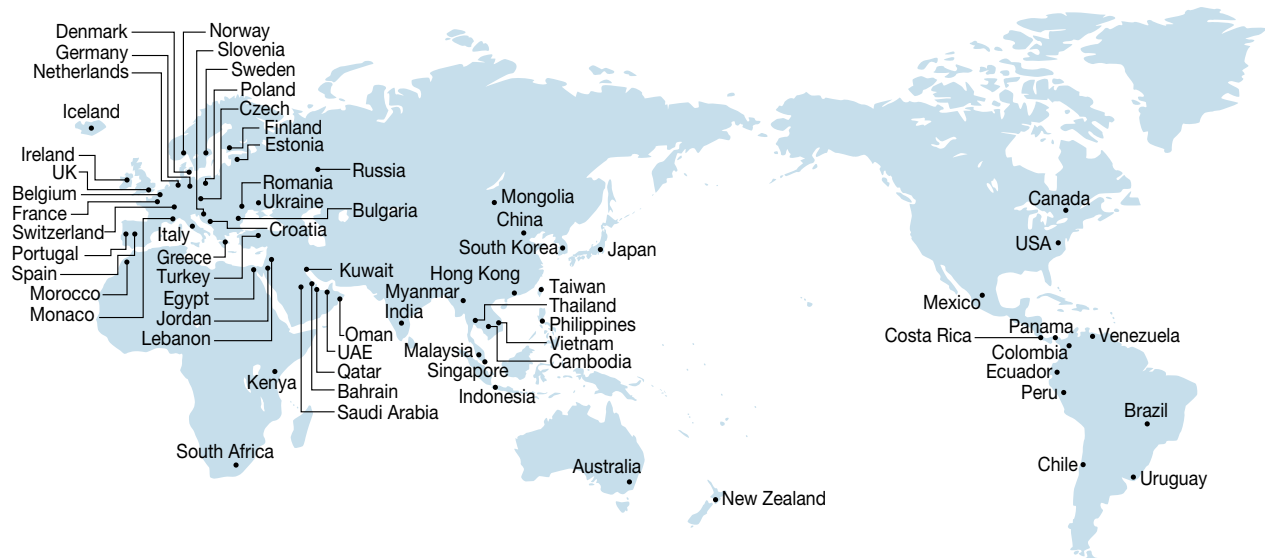 Denmark
Germany
Netherlands
Iceland
Ireland
UK
Belgium
France
Switzerland
Portugal
Spain
Morocco
Monaco
Norway
Slovenia
Sweden
Poland
Czech
Finland
Estonia
Russia
Romania
Ukraine
Bulgaria
Croatia
Italy
Greece
Turkey
Egypt
Jordan
Lebanon
Kuwait
Oman
UAE
Qatar
Bahrain
Saudi Arabia
Kenya
South Africa
Mongolia
China
South Korea
Japan
Hong Kong
Myanmar
India
Taiwan
Thailand
Philippines
Vietnam
Cambodia
Malaysia
Singapore
Indonesia
Australia
New Zealand
Canada
USA
Mexico
Costa Rica
Panama
Venezuela
Colombia
Ecuador
Peru
Brazil
Chile
Uruguay